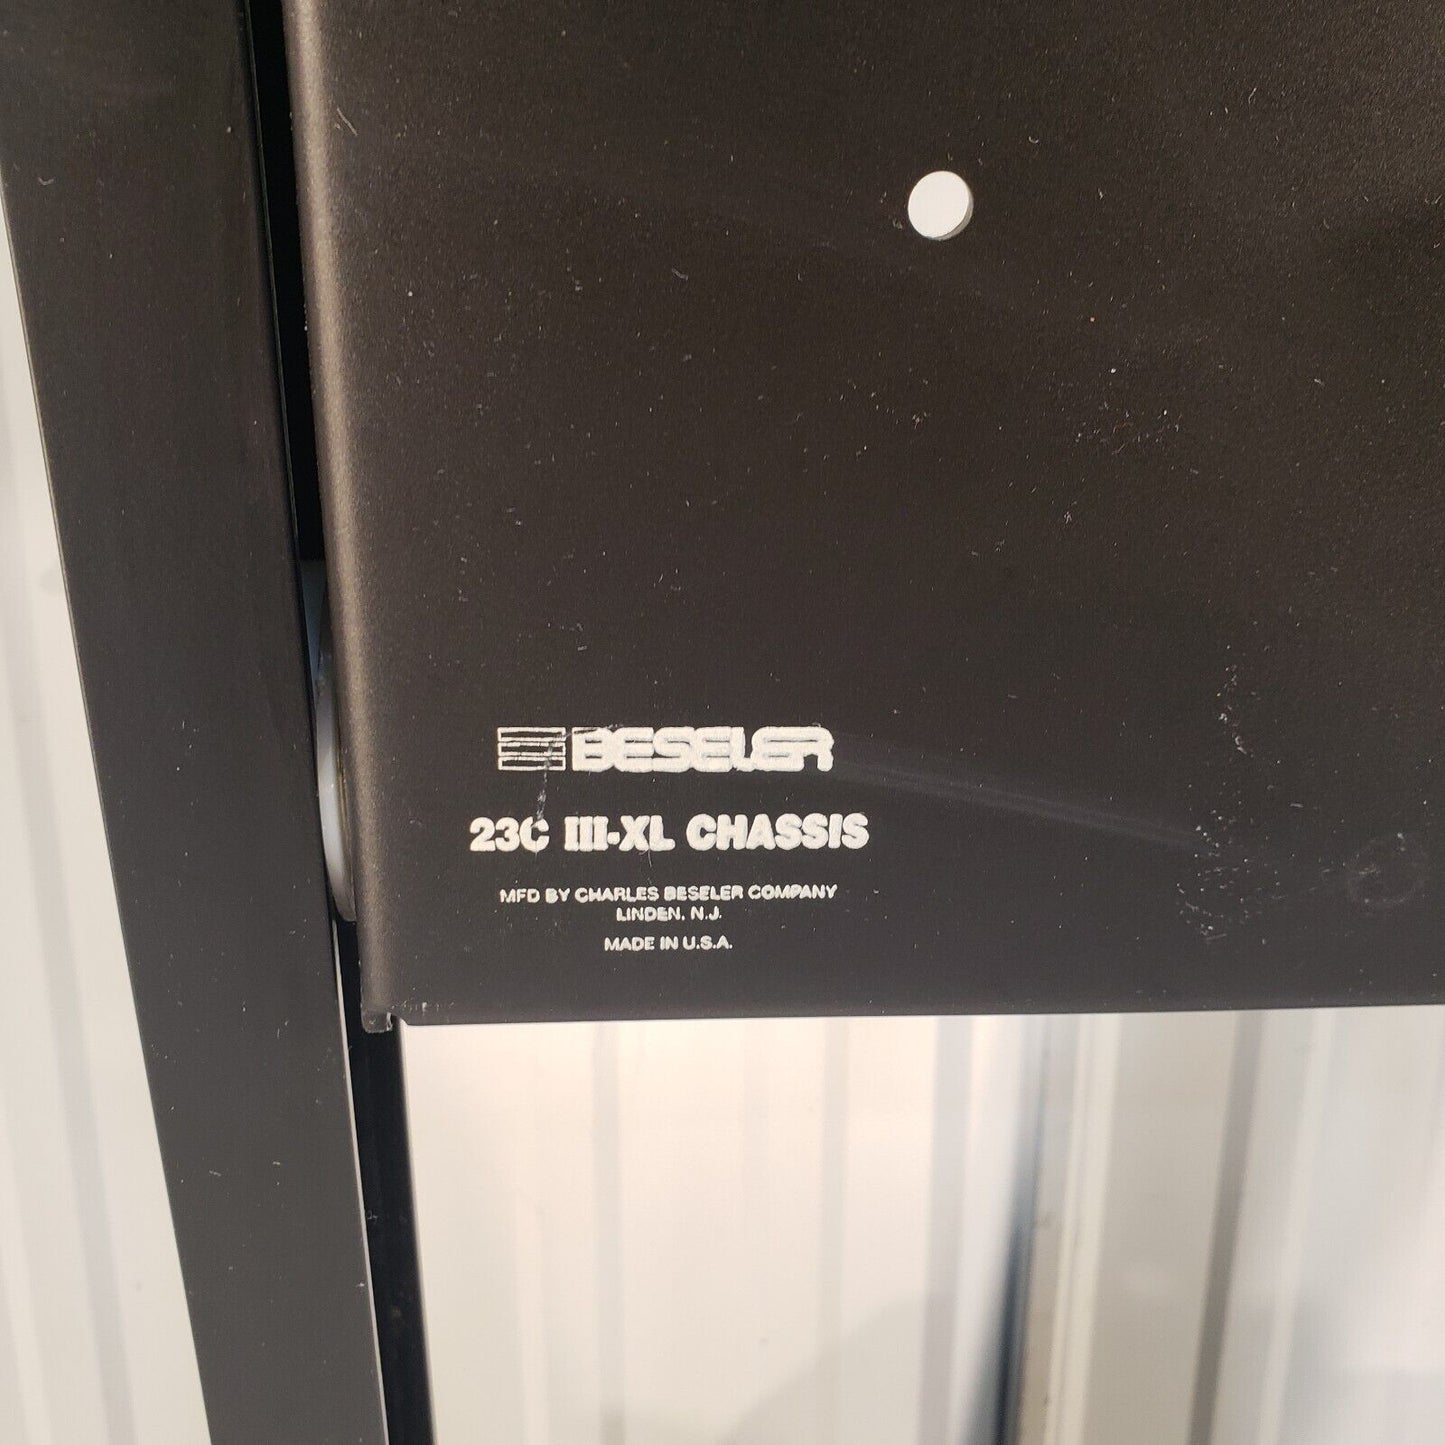 BESELER
23C III-XL CHASSIS
MFD BY CHARLES BESELER COMPANY
LINDEN, N.J.
MADE IN U.S.A.